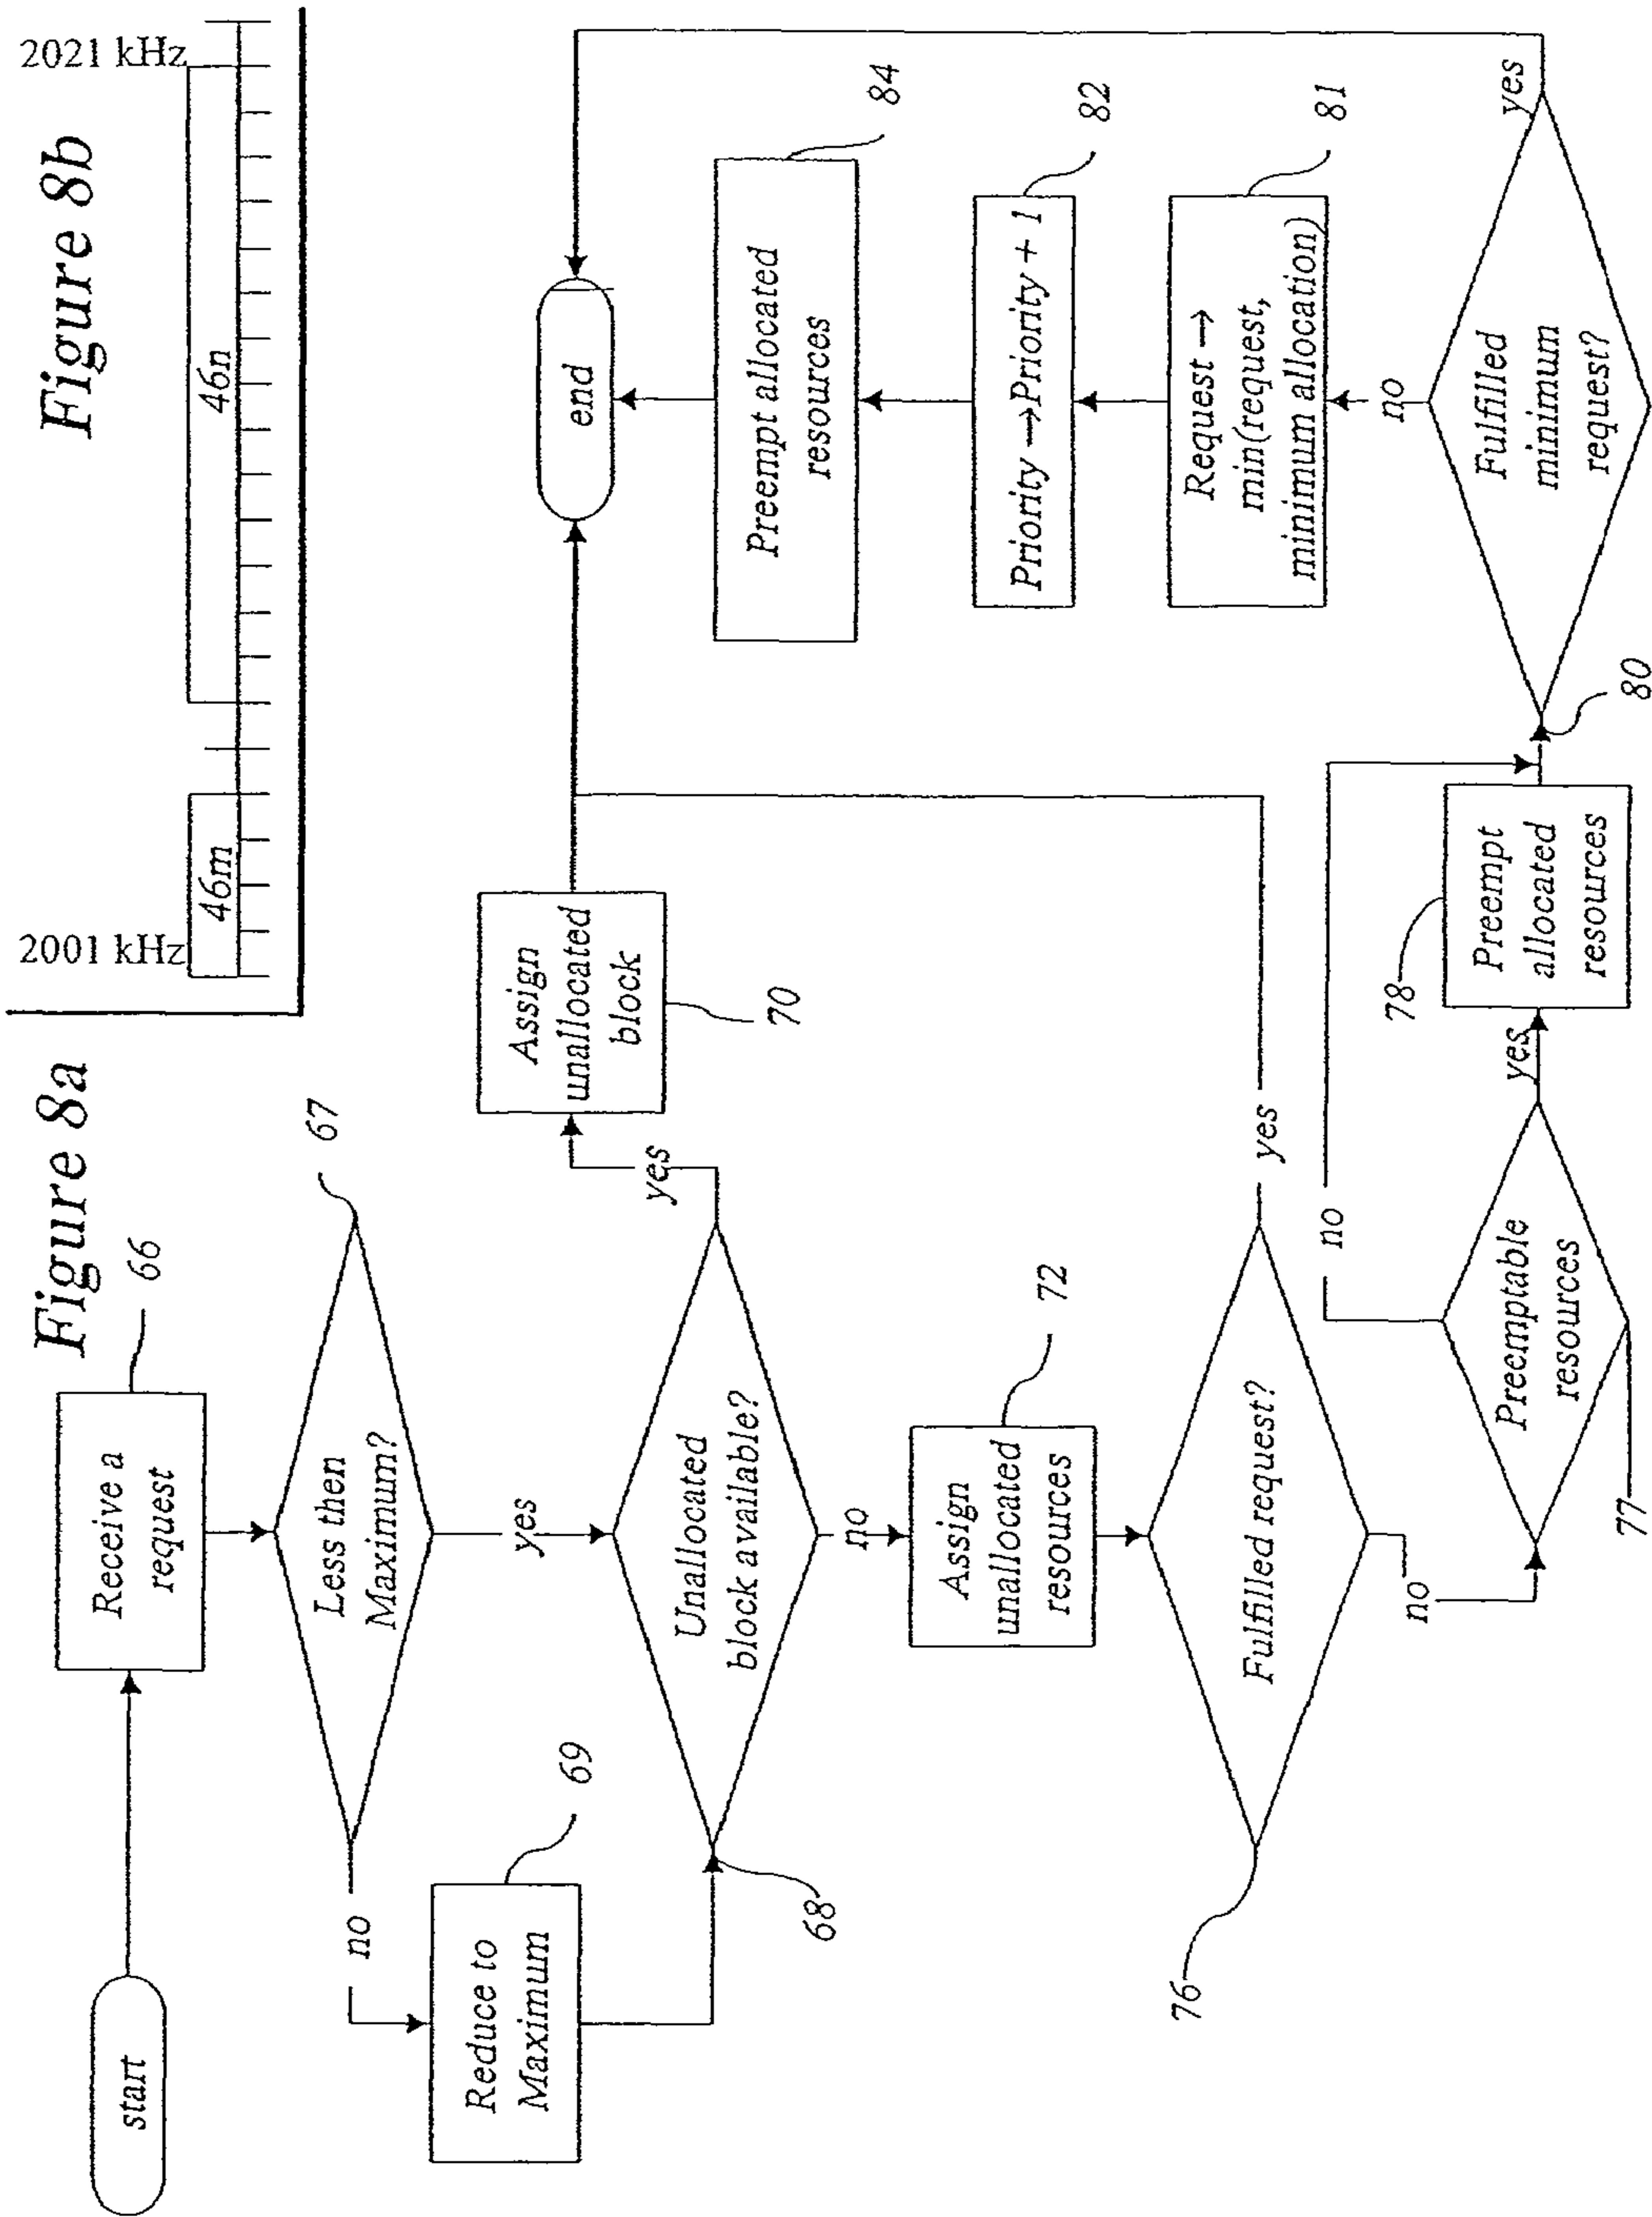 Figure 8a
start
Receive a
request
66
Less then
Maximum?
67
no
yes
Reduce to
Maximum
69
Unallocated
block available?
68
yes
no
Assign
unallocated
block
70
Assign
unallocated
resources
72
Fulfilled request?
76
yes
no
Preemptable
resources
77
no
yes
Preempt
allocated
resources
78
80
Fulfilled
minimum
request?
yes
no
Request →
min(request,
minimum allocation)
81
Priority →Priority + 1
82
Preempt allocated
resources
84
end
Figure 8b
2001 kHz
2021 kHz
46m
46n